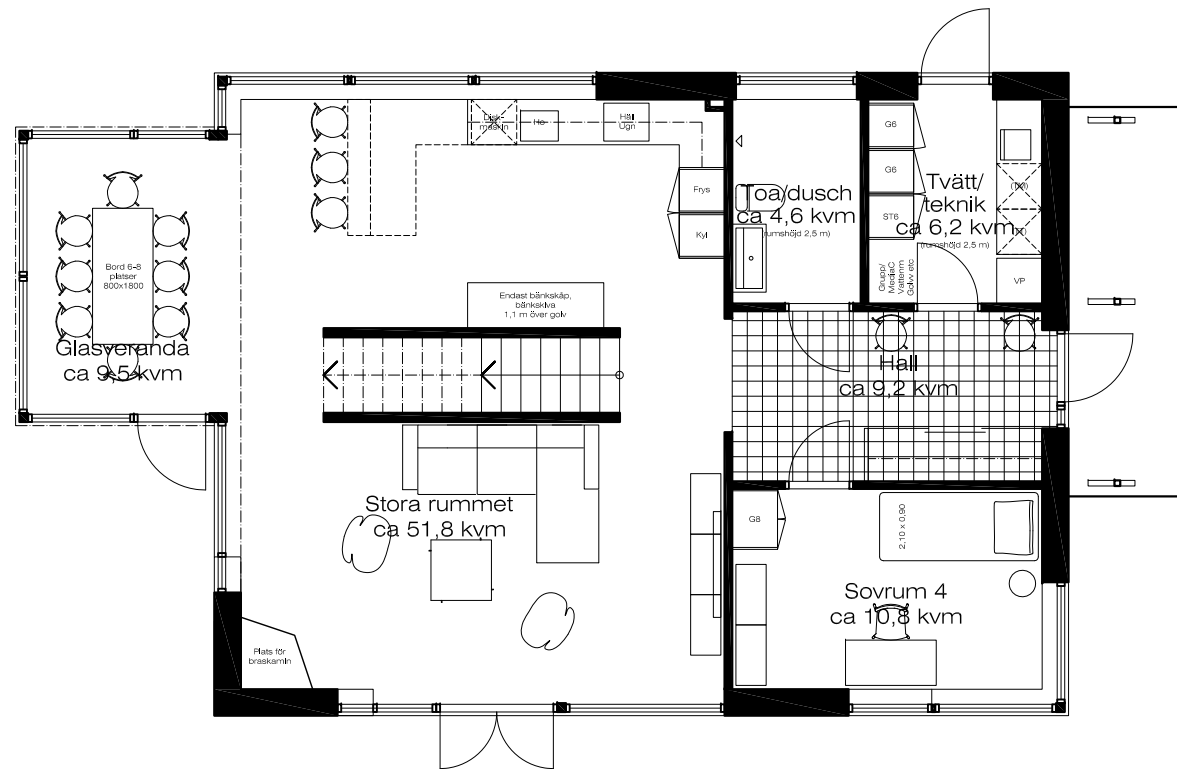 Disk-
maskin
Ho
Häll
Ugn
Frys
Kyl
G6
G6
ST6
Toa/dusch
ca 4,6 kvm
(rumshöjd 2,5 m)
Tvätt/
teknik
ca 6,2 kvm
(rumshöjd 2,5 m)
(TM)
Grupp/
MediaC
Vattenm
Golvv etc
VP
Bord 6-8
platser
800x1800
Glasveranda
ca 9,5 kvm
Endast bänkskåp,
bänkskiva
1,1 m över golv
Hall
ca 9,2 kvm
Stora rummet
ca 51,8 kvm
G8
2.10 x 0,90
Sovrum 4
ca 10,8 kvm
Plats för
braskamin